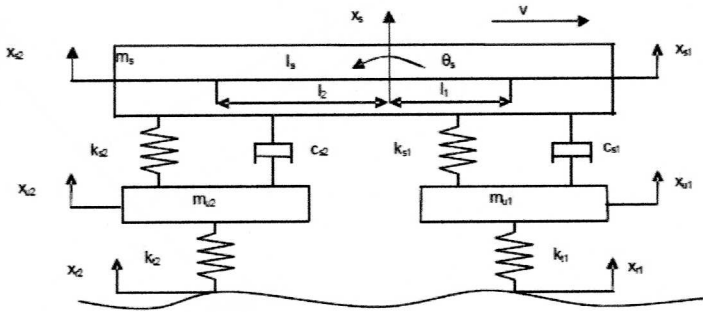 x_s v
x_s2 m_s I_s θ_s x_s1
l_2 l_1
k_s2 c_s2 k_s1 c_s1
x_u2 m_u2 m_u1 x_u1
x_r2 k_t2 k_t1 x_r1